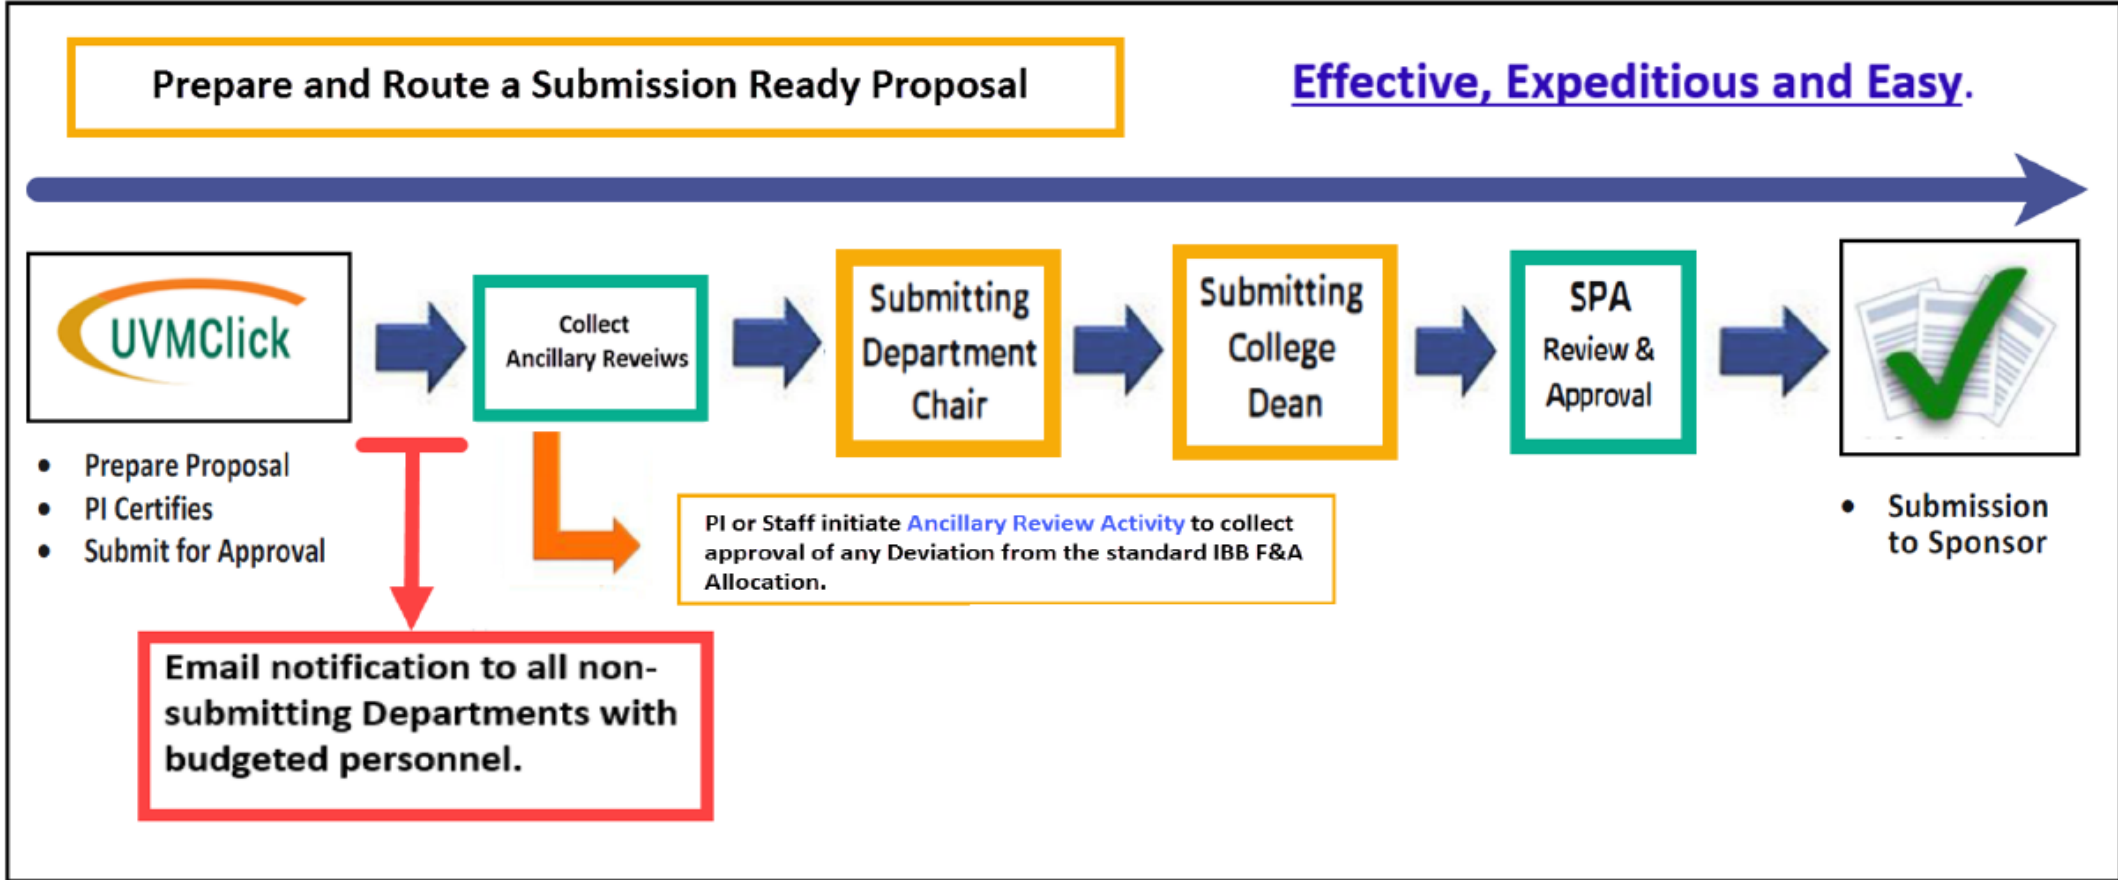 Prepare and Route a Submission Ready Proposal
Effective, Expeditious and Easy.
UVMClick
Collect
Ancillary Reveiws
Submitting
Department
Chair
Submitting
College
Dean
SPA
Review &
Approval
• Prepare Proposal
• PI Certifies
• Submit for Approval
PI or Staff initiate Ancillary Review Activity to collect
approval of any Deviation from the standard IBB F&A
Allocation.
• Submission
to Sponsor
Email notification to all non-
submitting Departments with
budgeted personnel.